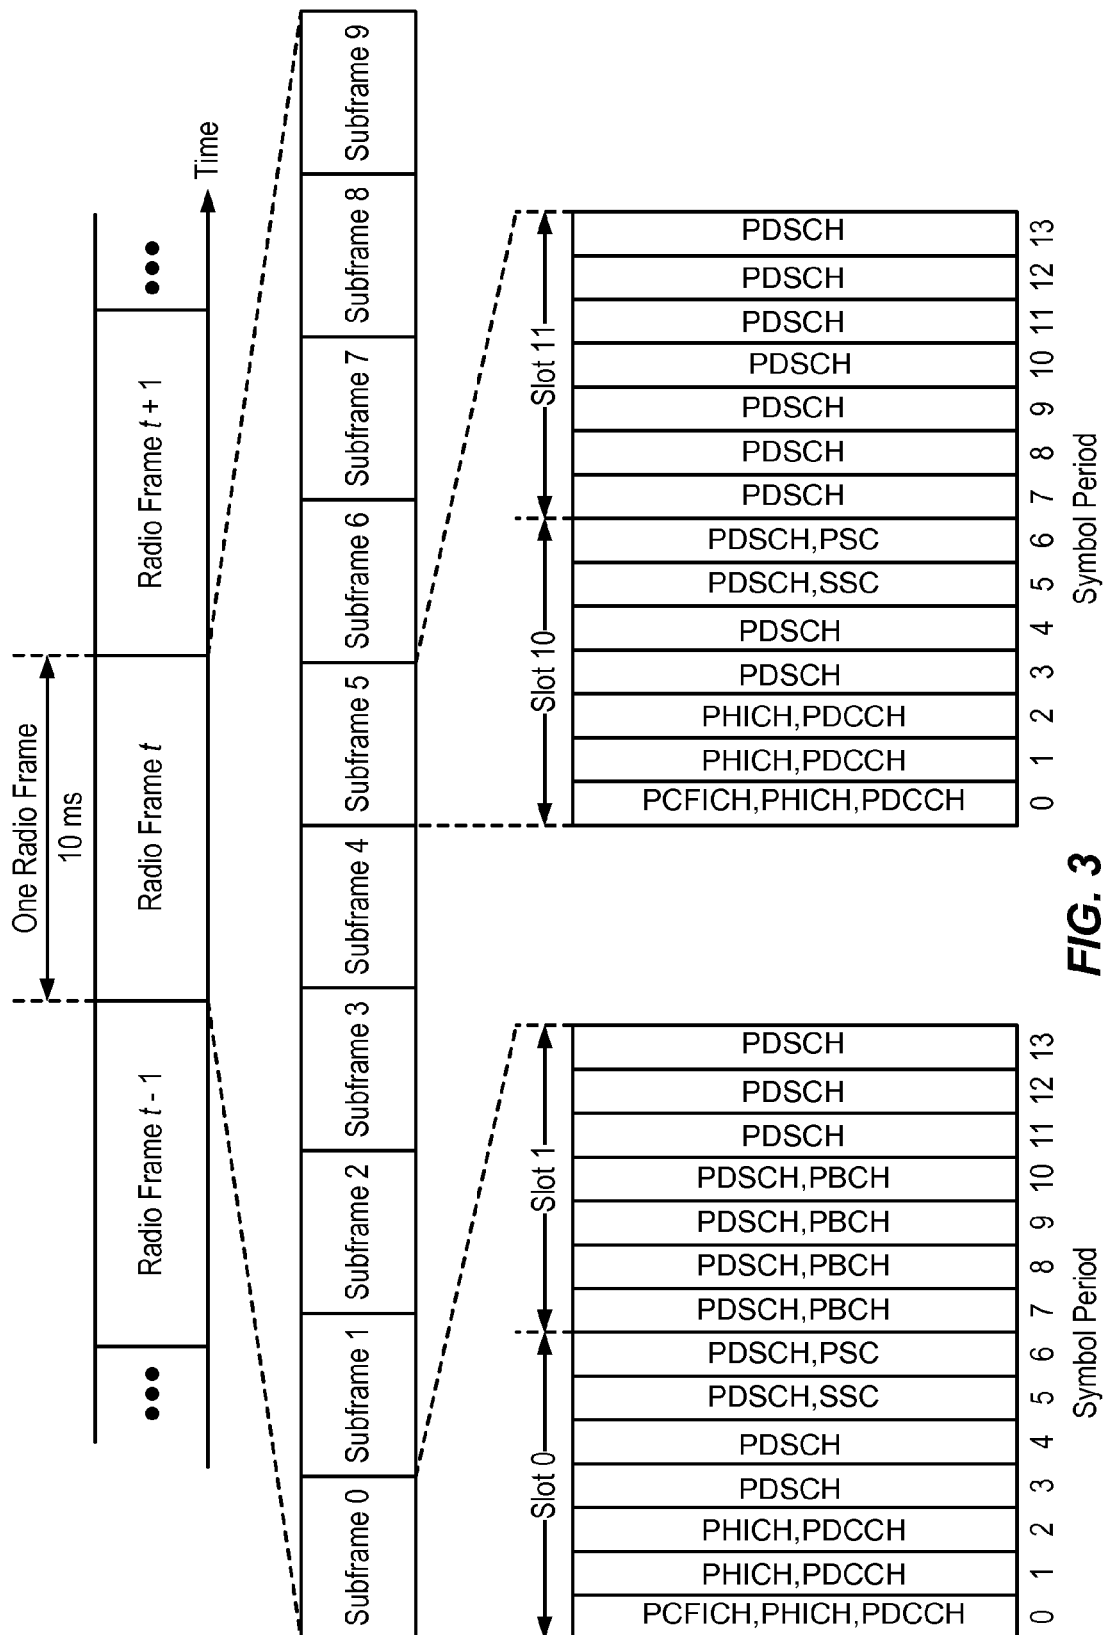 One Radio Frame
10 ms
Radio Frame t - 1
Radio Frame t
Radio Frame t + 1
Time
Subframe 0
Subframe 1
Subframe 2
Subframe 3
Subframe 4
Subframe 5
Subframe 6
Subframe 7
Subframe 8
Subframe 9
Slot 0
Slot 1
PCFICH,PHICH,PDCCH
PHICH,PDCCH
PHICH,PDCCH
PDSCH
PDSCH
PDSCH,SSC
PDSCH,PSC
PDSCH,PBCH
PDSCH,PBCH
PDSCH,PBCH
PDSCH,PBCH
PDSCH
PDSCH
PDSCH
0 1 2 3 4 5 6 7 8 9 10 11 12 13
Symbol Period
Slot 10
Slot 11
PCFICH,PHICH,PDCCH
PHICH,PDCCH
PHICH,PDCCH
PDSCH
PDSCH
PDSCH,SSC
PDSCH,PSC
PDSCH
PDSCH
PDSCH
PDSCH
PDSCH
PDSCH
PDSCH
0 1 2 3 4 5 6 7 8 9 10 11 12 13
Symbol Period
FIG. 3